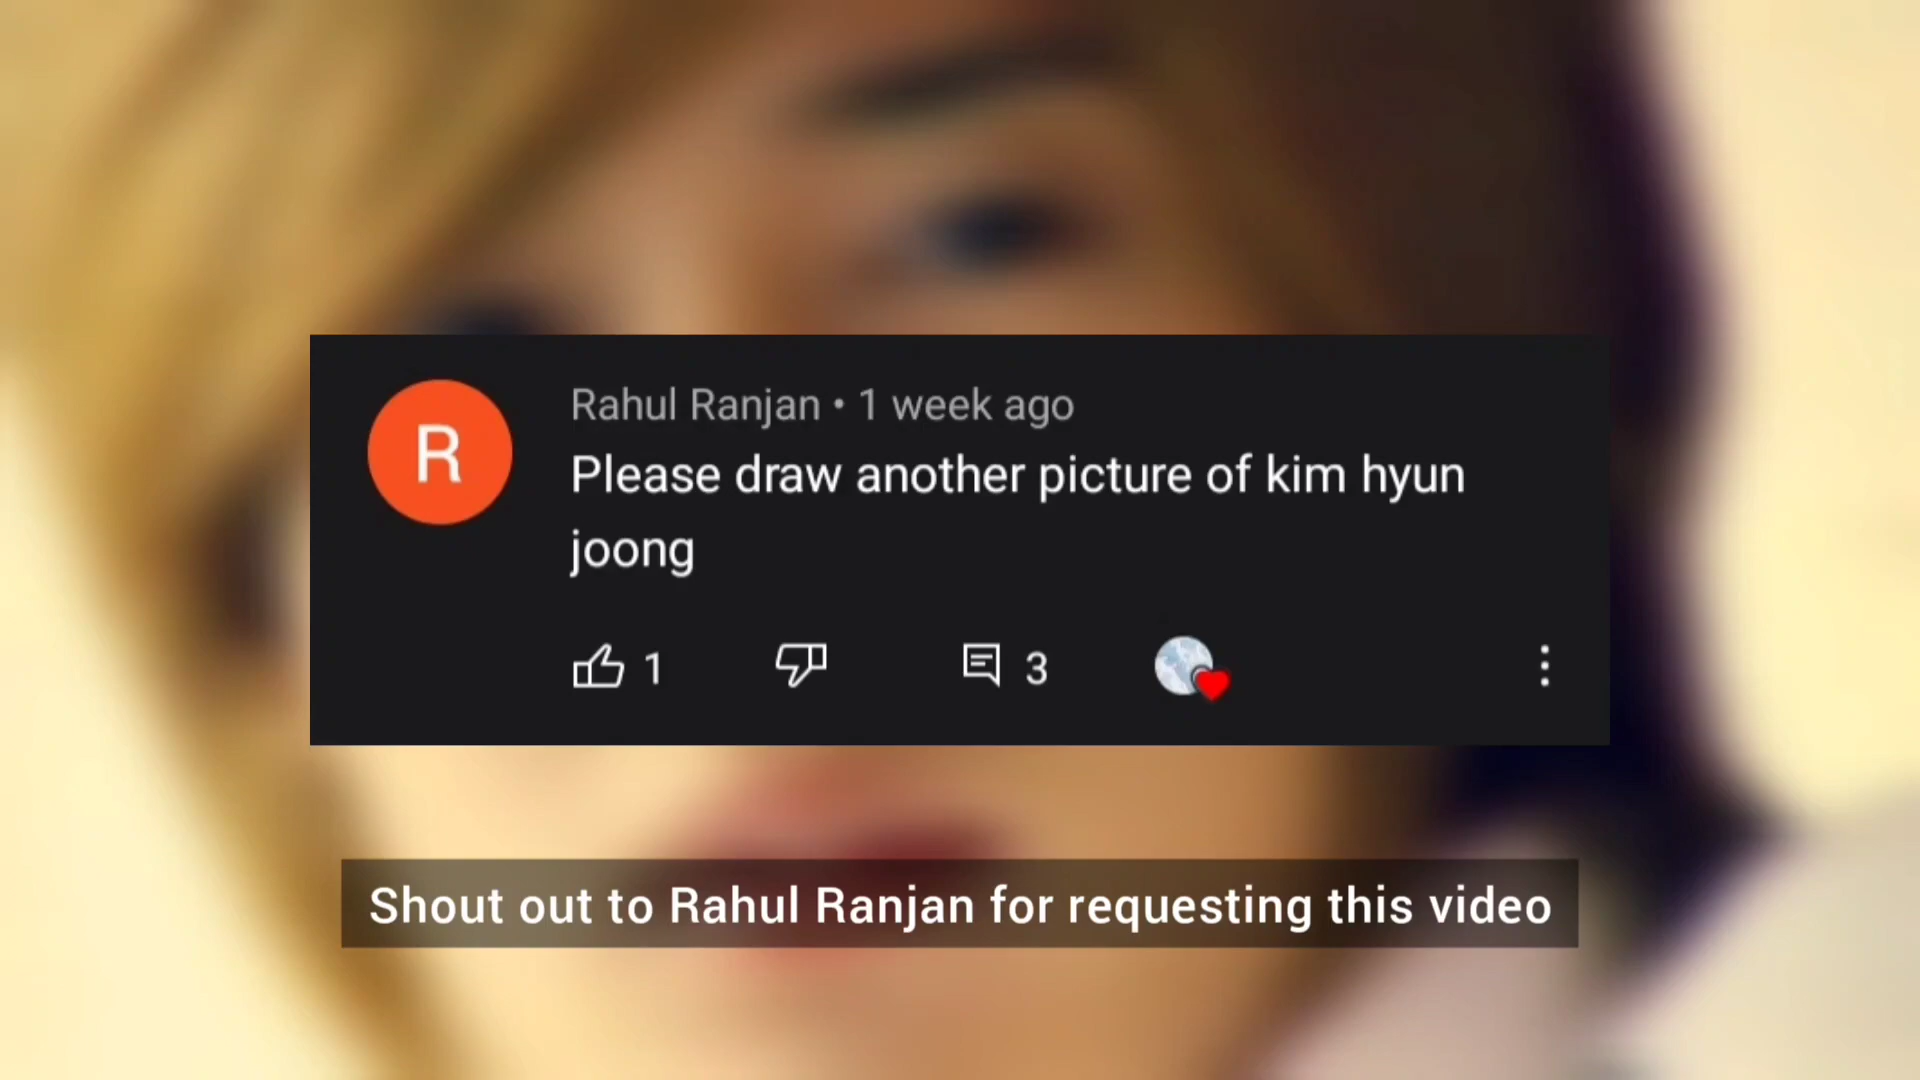 R
Rahul Ranjan • 1 week ago
Please draw another picture of kim hyun
joong
1
3
Shout out to Rahul Ranjan for requesting this video